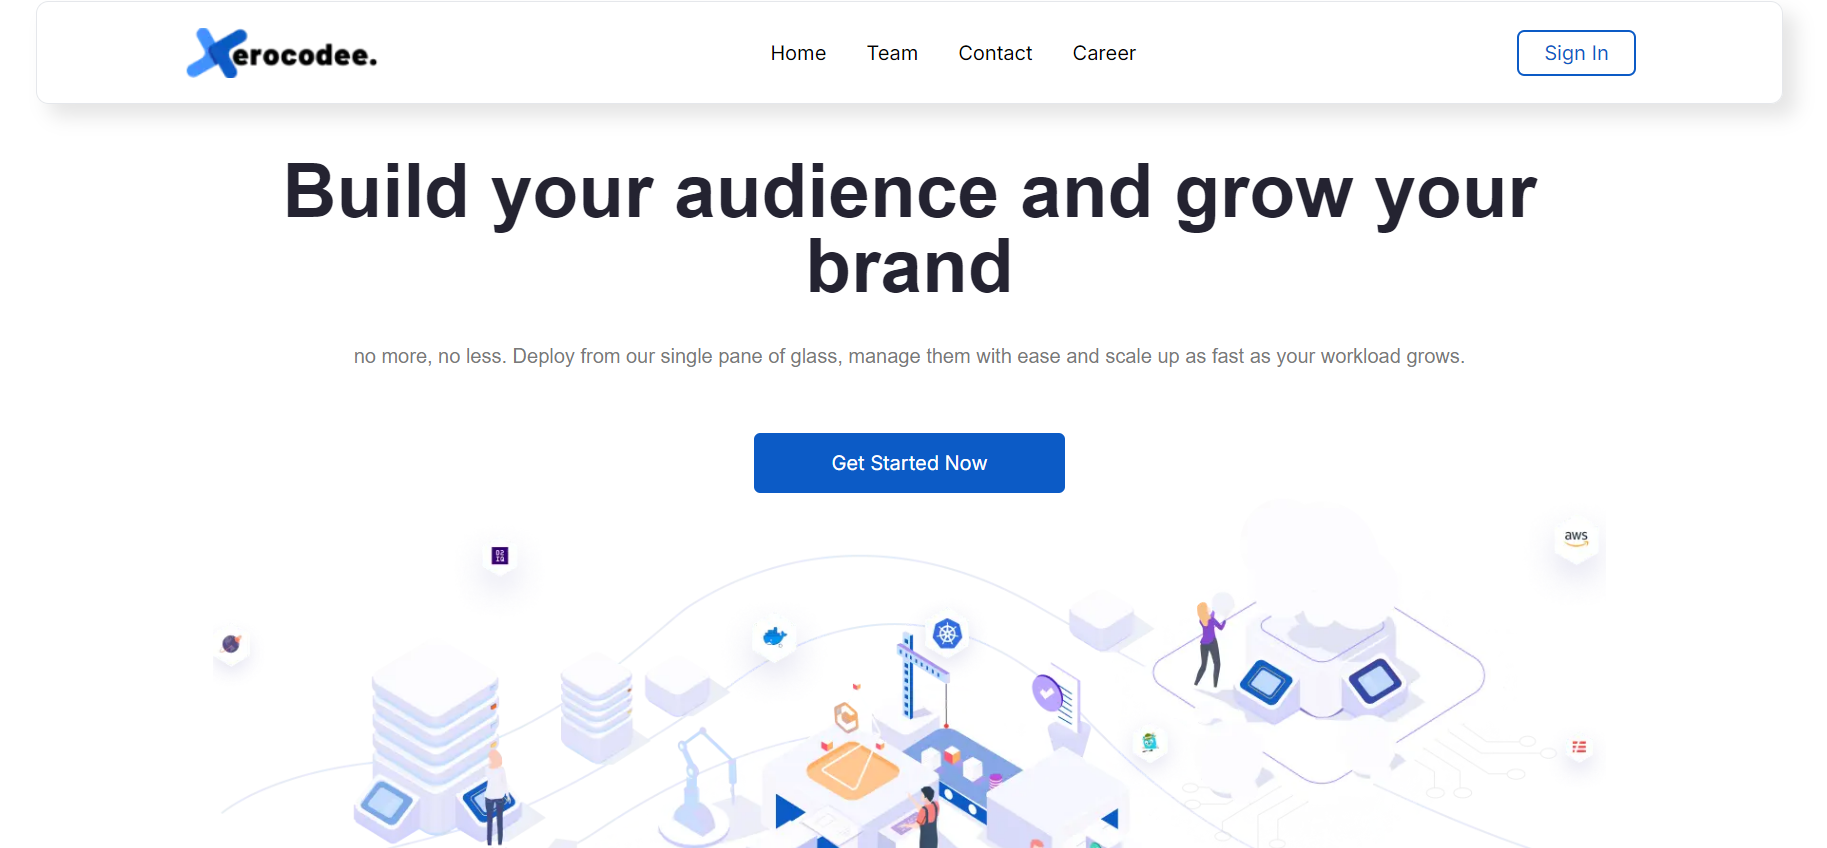 Xerocodee.
Home Team Contact Career
Sign In
Build your audience and grow your
brand
no more, no less. Deploy from our single pane of glass, manage them with ease and scale up as fast as your workload grows.
Get Started Now
aws
D2
IQ